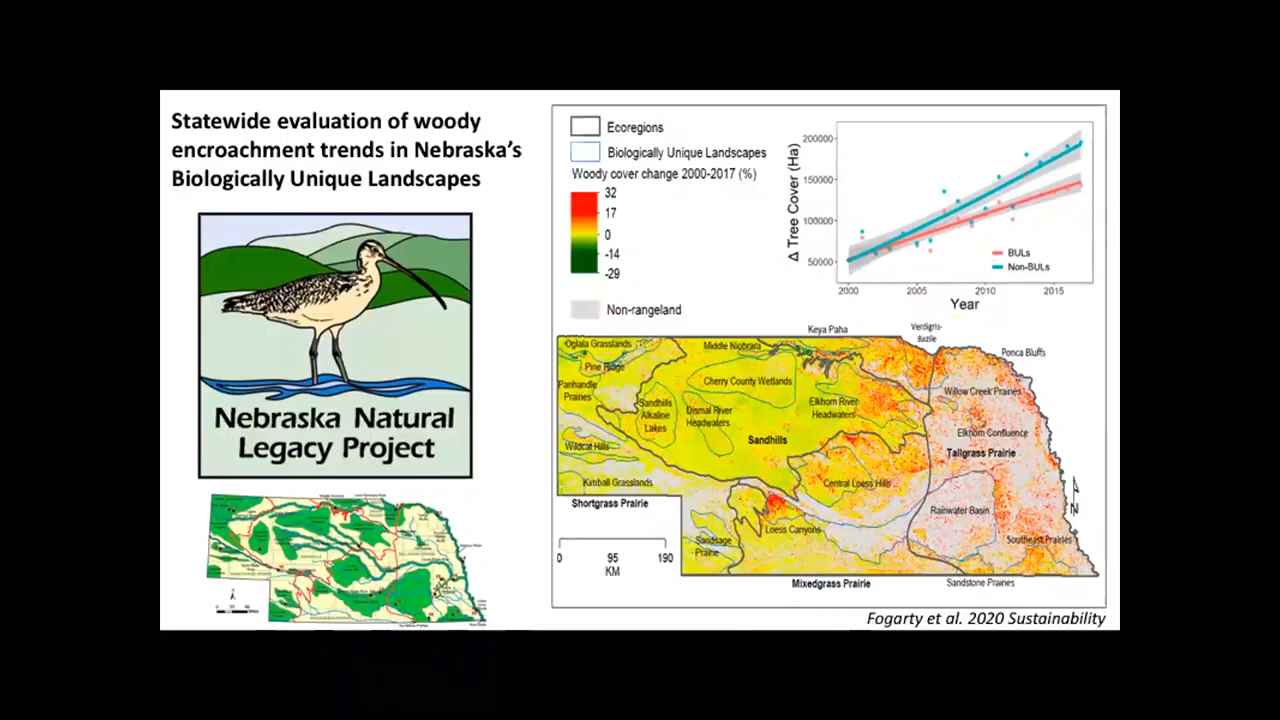 Statewide evaluation of woody
encroachment trends in Nebraska's
Biologically Unique Landscapes
Nebraska Natural
Legacy Project
Ecoregions
Biologically Unique Landscapes
Woody cover change 2000-2017 (%)
32
17
0
-14
-29
Non-rangeland
Δ Tree Cover (Ha)
200000
150000
100000
50000
BULs
Non-BULs
2000
2005
2010
2015
Year
Keya Paha
Verdigris-
Bazile
Ponca Bluffs
Oglala Grasslands
Middle Niobrara
Pine Ridge
Panhandle
Prairies
Cherry County Wetlands
Willow Creek Prairies
Sandhills
Alkaline
Lakes
Dismal River
Headwaters
Elkhorn River
Headwaters
Elkhorn Confluence
Sandhills
Wildcat Hills
Tallgrass Prairie
Kimball Grasslands
Central Loess Hills
Shortgrass Prairie
Rainwater Basin
Loess Canyons
Sandsage
Prairie
Southeast Prairies
0
95
190
KM
N
Mixedgrass Prairie
Sandstone Prairies
Fogarty et al. 2020 Sustainability